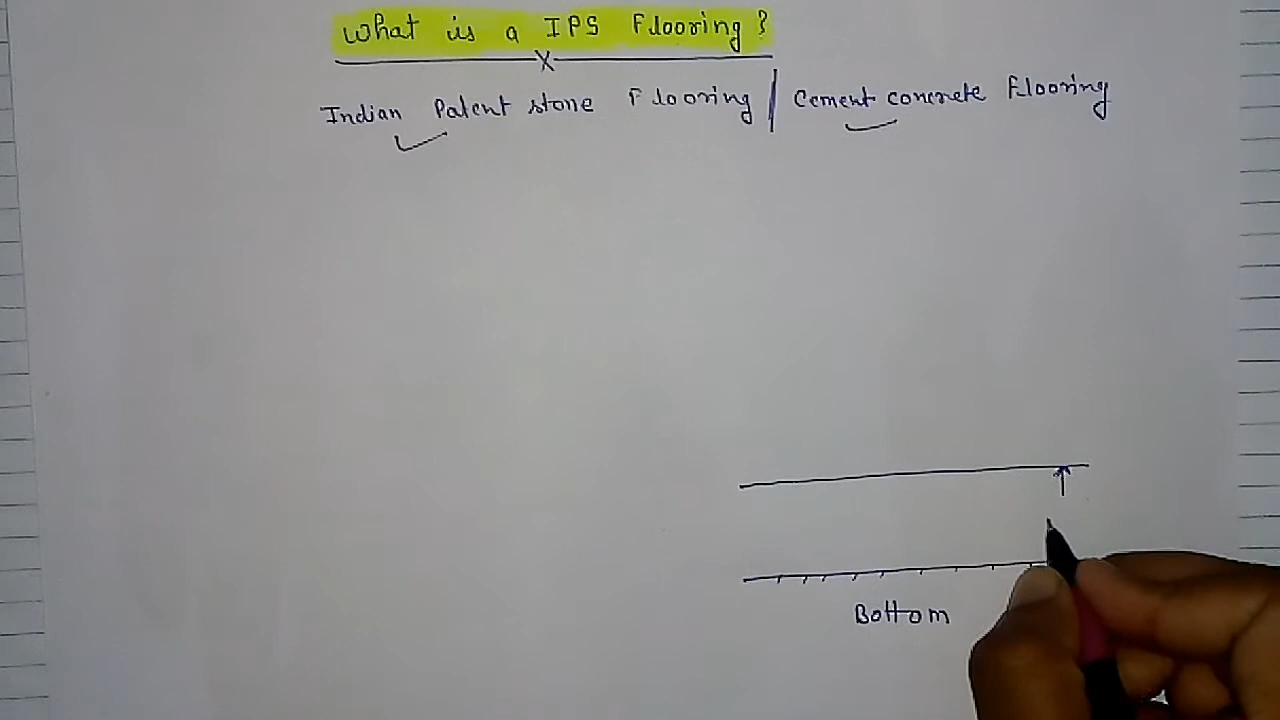 What is a IPS Flooring?
Indian Patent stone Flooring | Cement concrete Flooring
Bottom